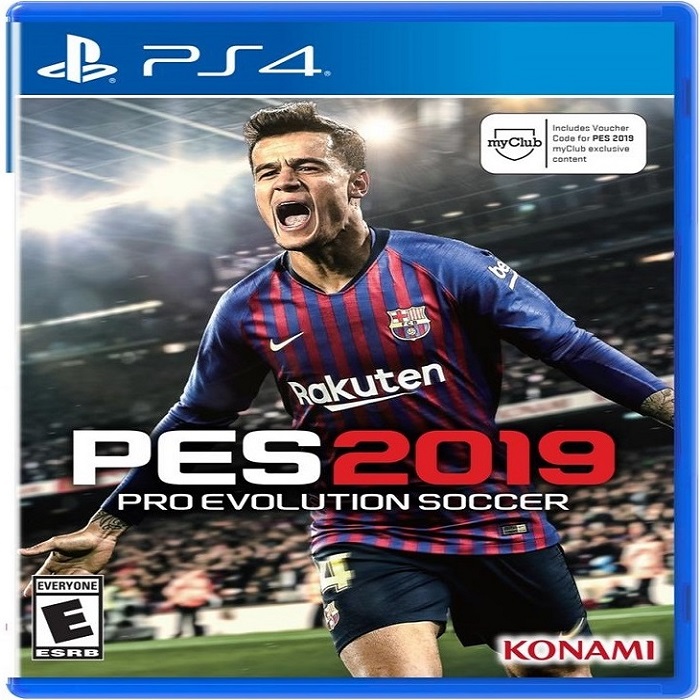 PS4
myClub
Includes Voucher
Code for PES 2019
myClub exclusive
content
beko
Rakuten
PES2019
PRO EVOLUTION SOCCER
EVERYONE
E
ESRB
KONAMI